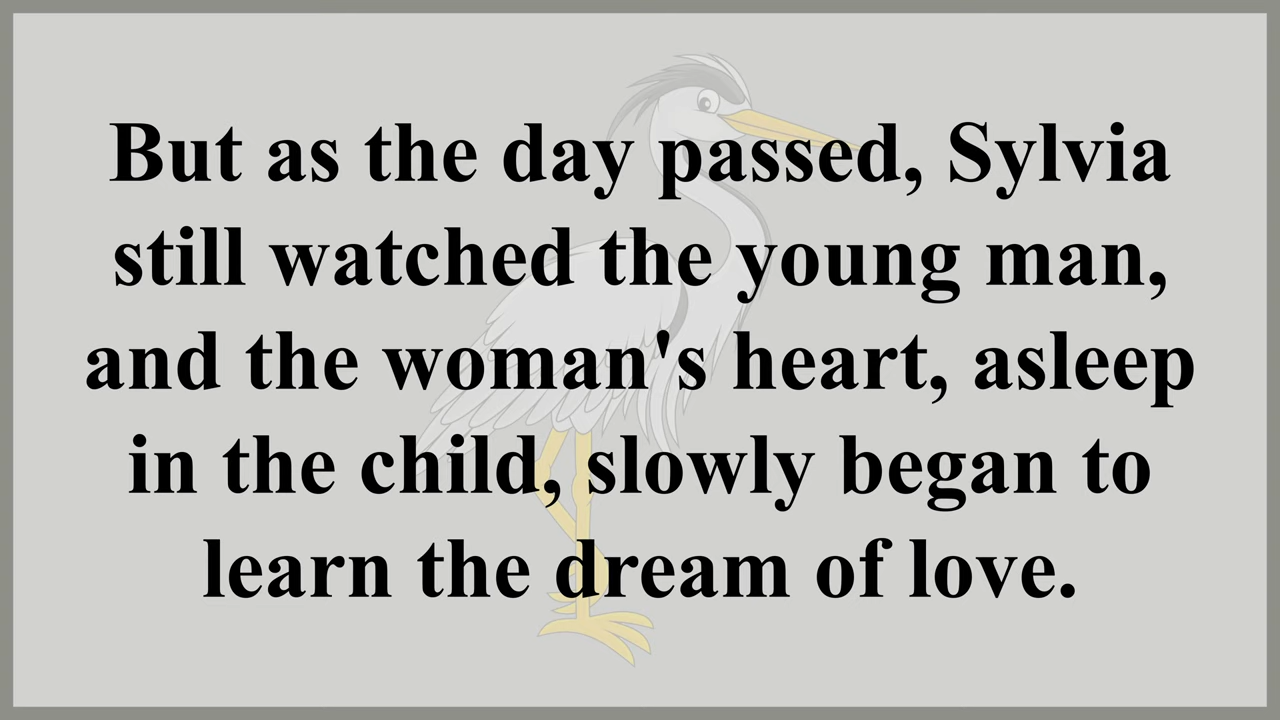 But as the day passed, Sylvia
still watched the young man,
and the woman's heart, asleep
in the child, slowly began to
learn the dream of love.